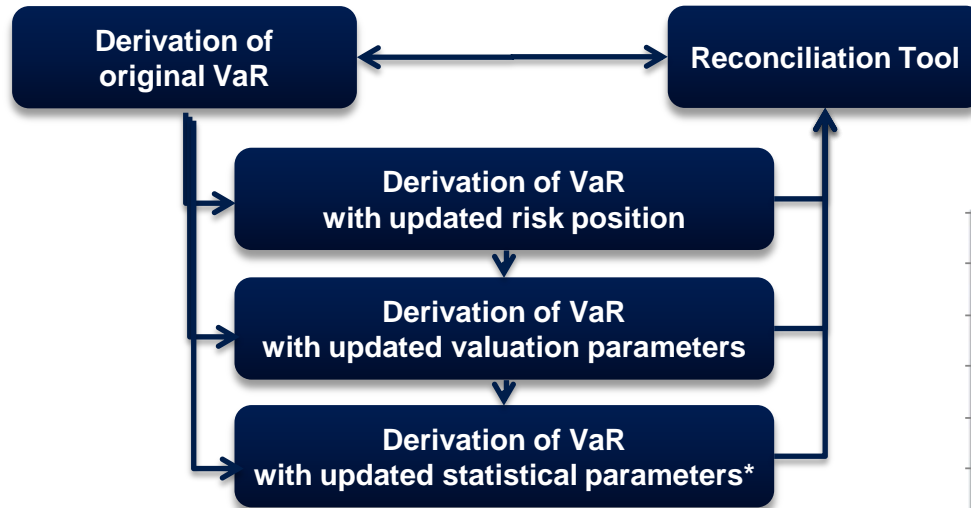 Derivation of
original VaR
Reconciliation Tool
Derivation of VaR
with updated risk position
Derivation of VaR
with updated valuation parameters
Derivation of VaR
with updated statistical parameters*